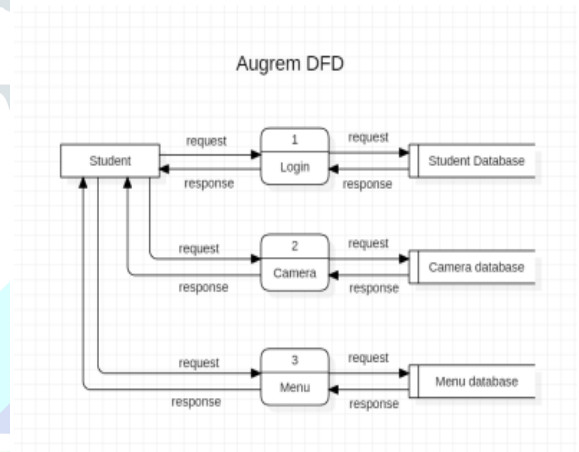 Augrem DFD
request
1
request
Student
Login
Student Database
response
response
request
2
request
Camera
Camera database
response
response
request
3
request
Menu
Menu database
response
response